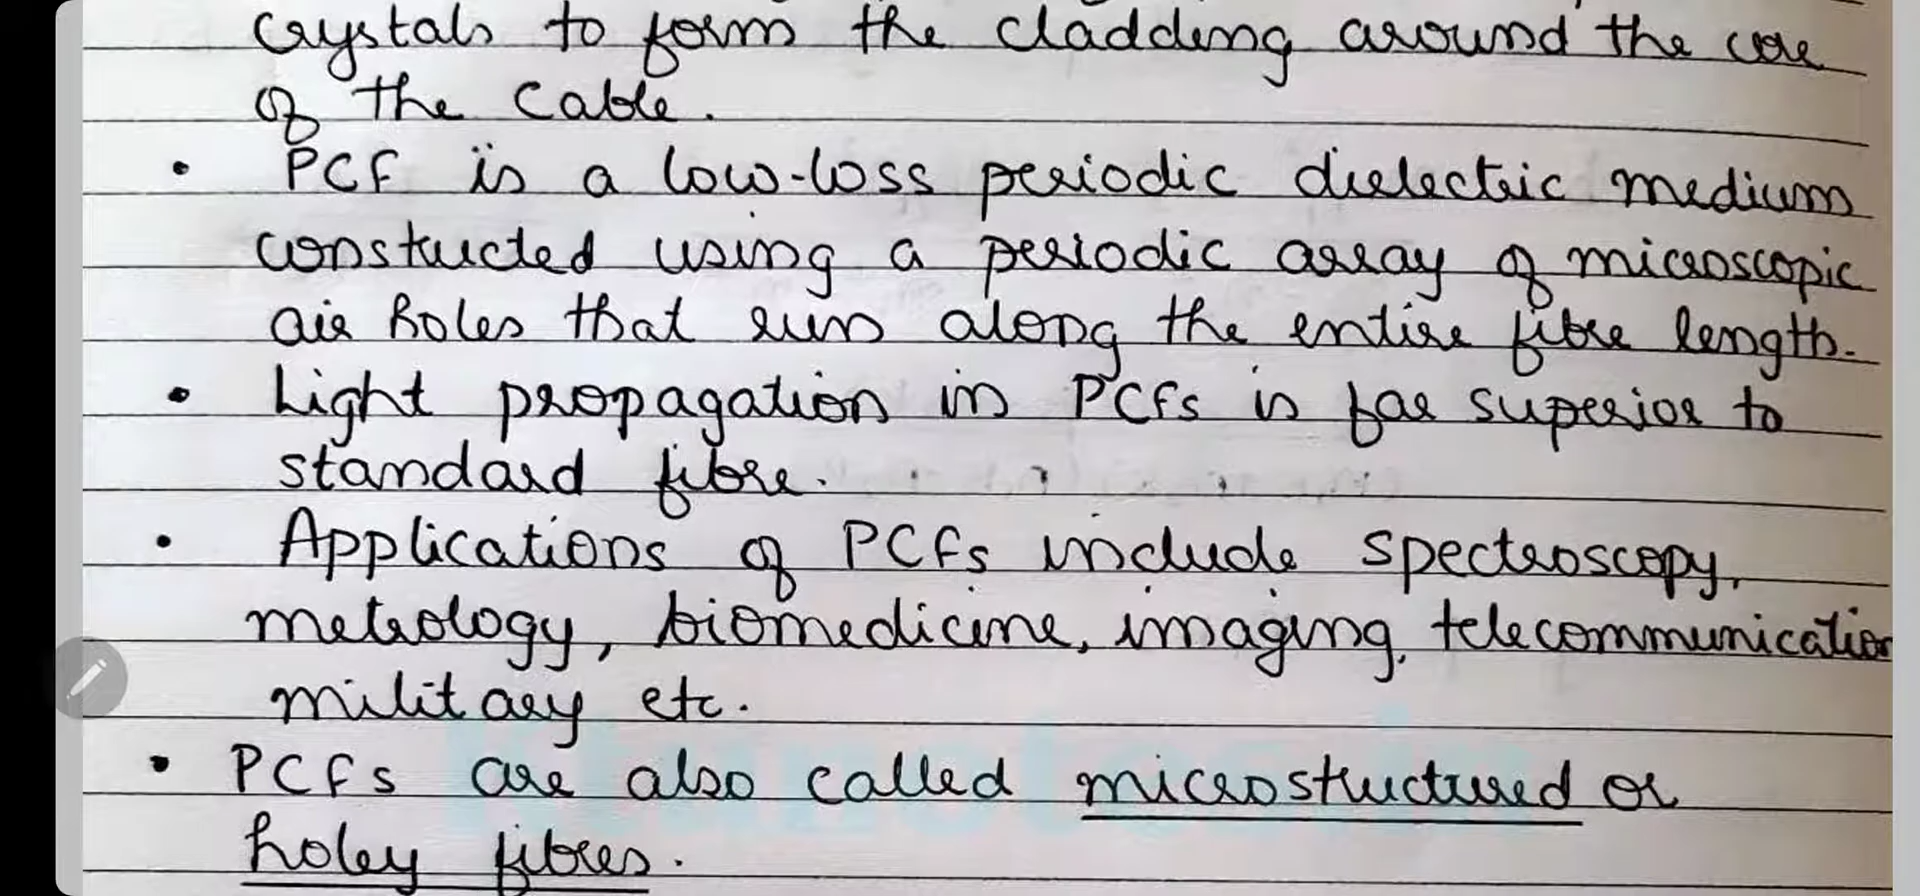 crystals to form the cladding around the core
of the cable.
• PCF is a low-loss periodic dielectric medium
constructed using a periodic array of microscopic
air holes that run along the entire fibre length.
• Light propagation in PCFs is far superior to
standard fibre.
• Applications of PCFs include spectroscopy,
metrology, biomedicine, imaging, telecommunication
military etc.
• PCFs are also called microstructured or
holey fibres.